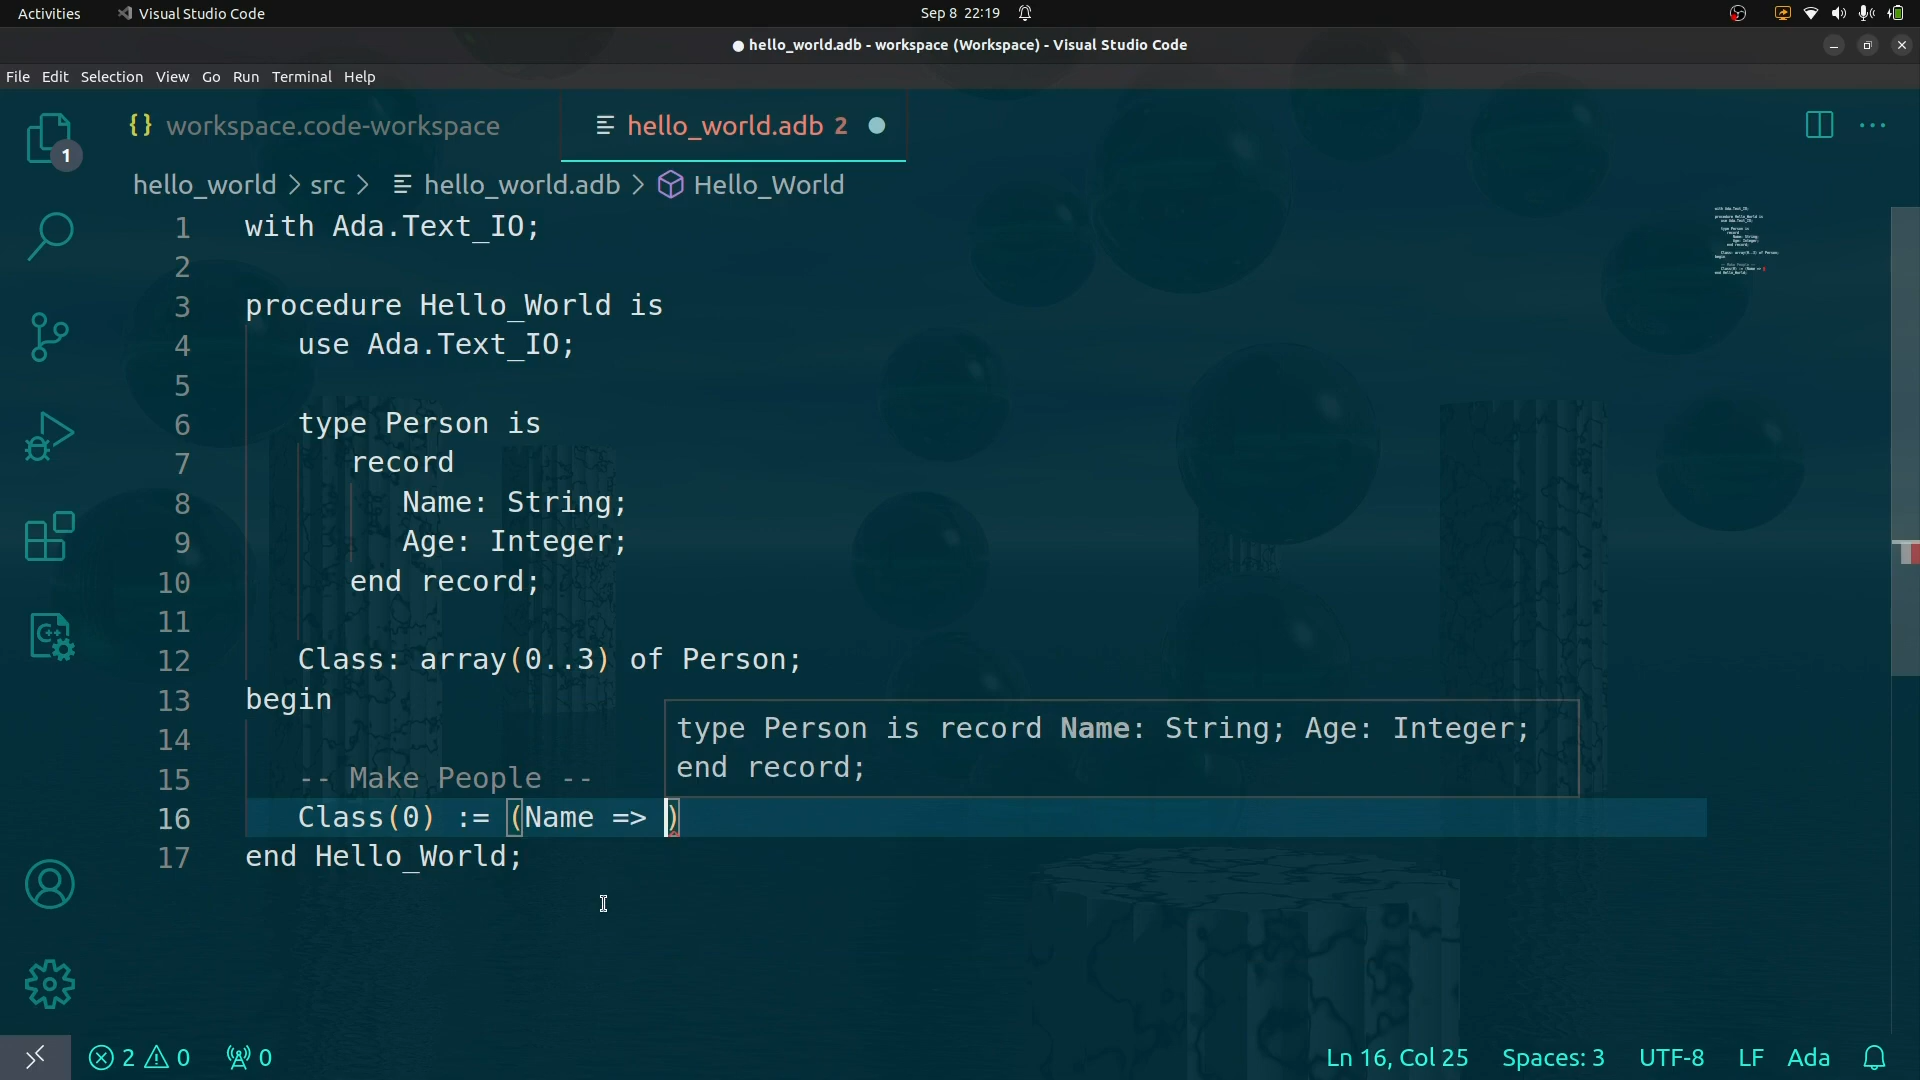 Activities Visual Studio Code Sep 8 22:19
hello_world.adb - workspace (Workspace) - Visual Studio Code
File Edit Selection View Go Run Terminal Help
1
{} workspace.code-workspace hello_world.adb 2
hello_world > src > hello_world.adb > Hello_World
1 with Ada.Text_IO;
2
3 procedure Hello_World is
4 use Ada.Text_IO;
5
6 type Person is
7 record
8 Name: String;
9 Age: Integer;
10 end record;
11
12 Class: array(0..3) of Person;
13 begin
14
type Person is record Name: String; Age: Integer;
end record;
15 -- Make People --
16 Class(0) := (Name => )
17 end Hello_World;
2 0 0 Ln 16, Col 25 Spaces: 3 UTF-8 LF Ada